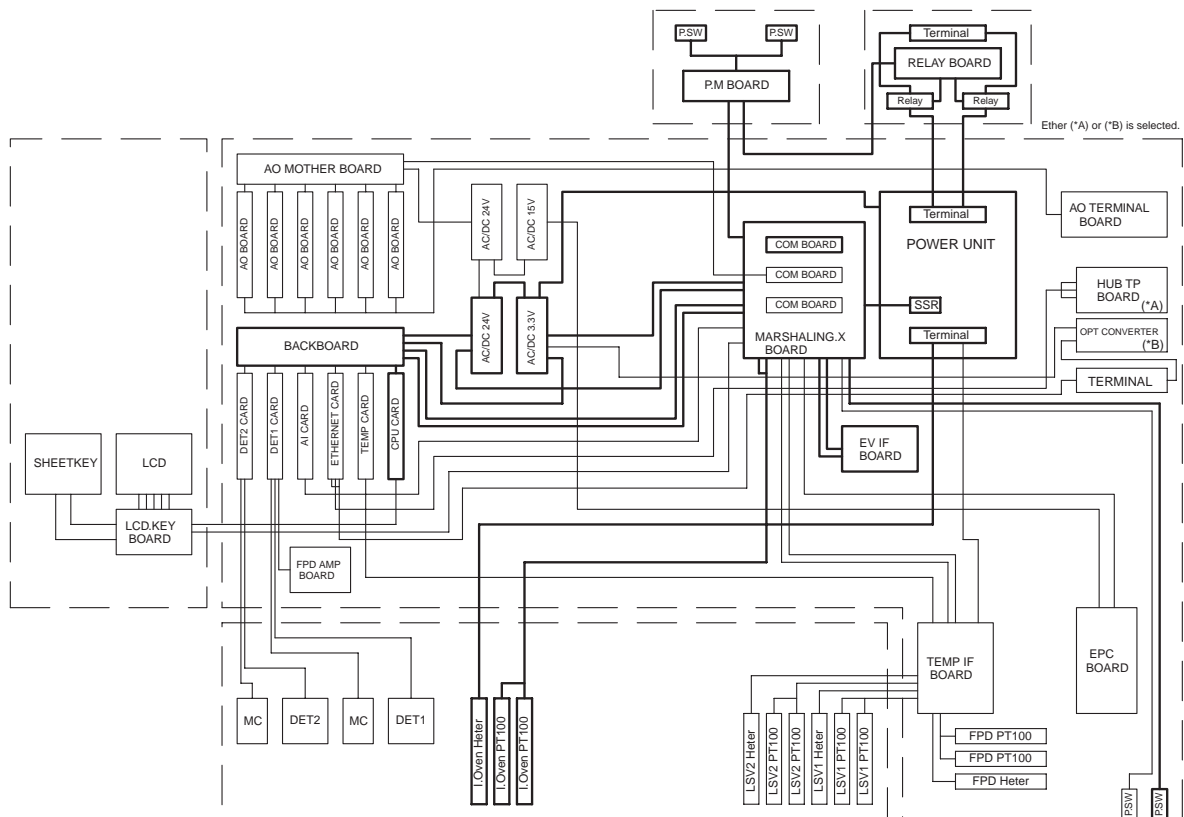 P.SW
P.SW
P.M BOARD
Terminal
RELAY BOARD
Relay
Relay
Ether (*A) or (*B) is selected.
AO MOTHER BOARD
AO BOARD
AO BOARD
AO BOARD
AO BOARD
AO BOARD
AO BOARD
AC/DC 24V
AC/DC 15V
AC/DC 24V
AC/DC 3.3V
COM BOARD
COM BOARD
COM BOARD
MARSHALING.X
BOARD
Terminal
POWER UNIT
SSR
Terminal
AO TERMINAL
BOARD
HUB TP
BOARD
(*A)
OPT CONVERTER
(*B)
TERMINAL
BACKBOARD
DET2 CARD
DET1 CARD
AI CARD
ETHERNET CARD
TEMP CARD
CPU CARD
EV IF
BOARD
SHEETKEY
LCD
LCD.KEY
BOARD
FPD AMP
BOARD
TEMP IF
BOARD
EPC
BOARD
MC
DET2
MC
DET1
I.Oven Heter
I.Oven PT100
I.Oven PT100
LSV2 Heter
LSV2 PT100
LSV2 PT100
LSV1 Heter
LSV1 PT100
LSV1 PT100
FPD PT100
FPD PT100
FPD Heter
P.SW
P.SW